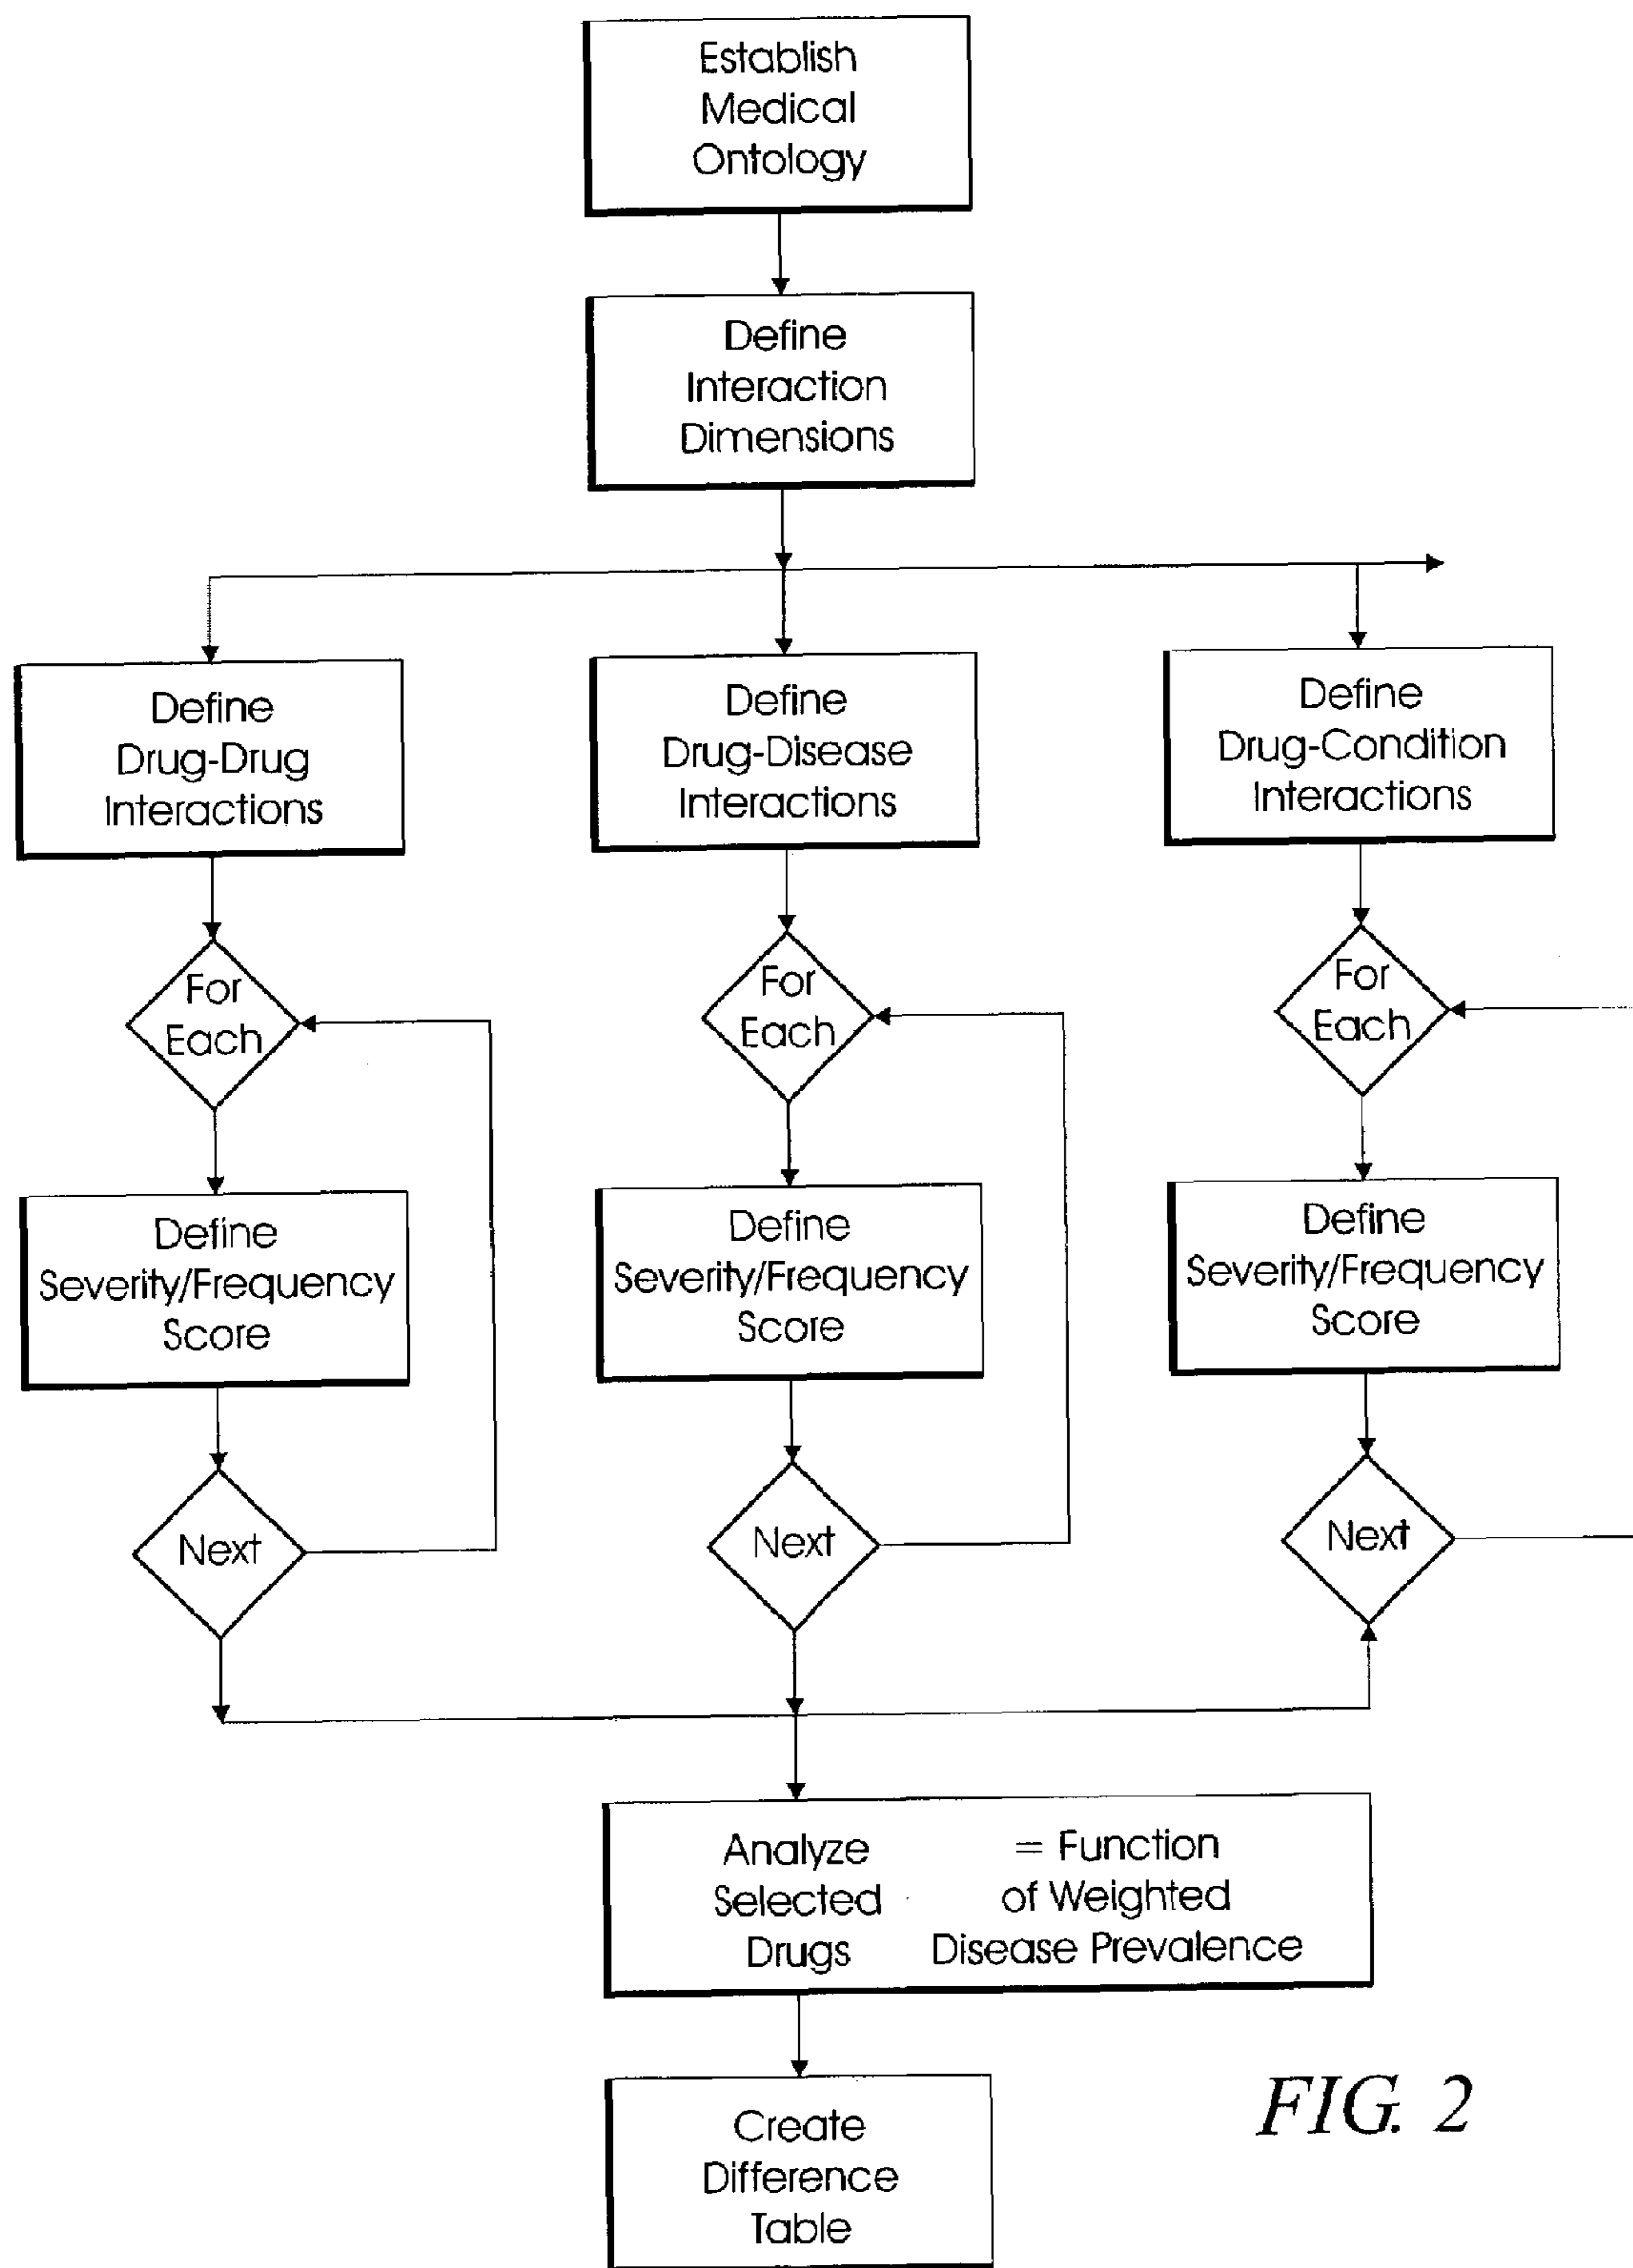 Establish
Medical
Ontology
Define
Interaction
Dimensions
Define
Drug-Drug
Interactions
Define
Drug-Disease
Interactions
Define
Drug-Condition
Interactions
For
Each
For
Each
For
Each
Define
Severity/Frequency
Score
Define
Severity/Frequency
Score
Define
Severity/Frequency
Score
Next
Next
Next
Analyze
Selected
Drugs
= Function
of Weighted
Disease Prevalence
Create
Difference
Table
FIG. 2